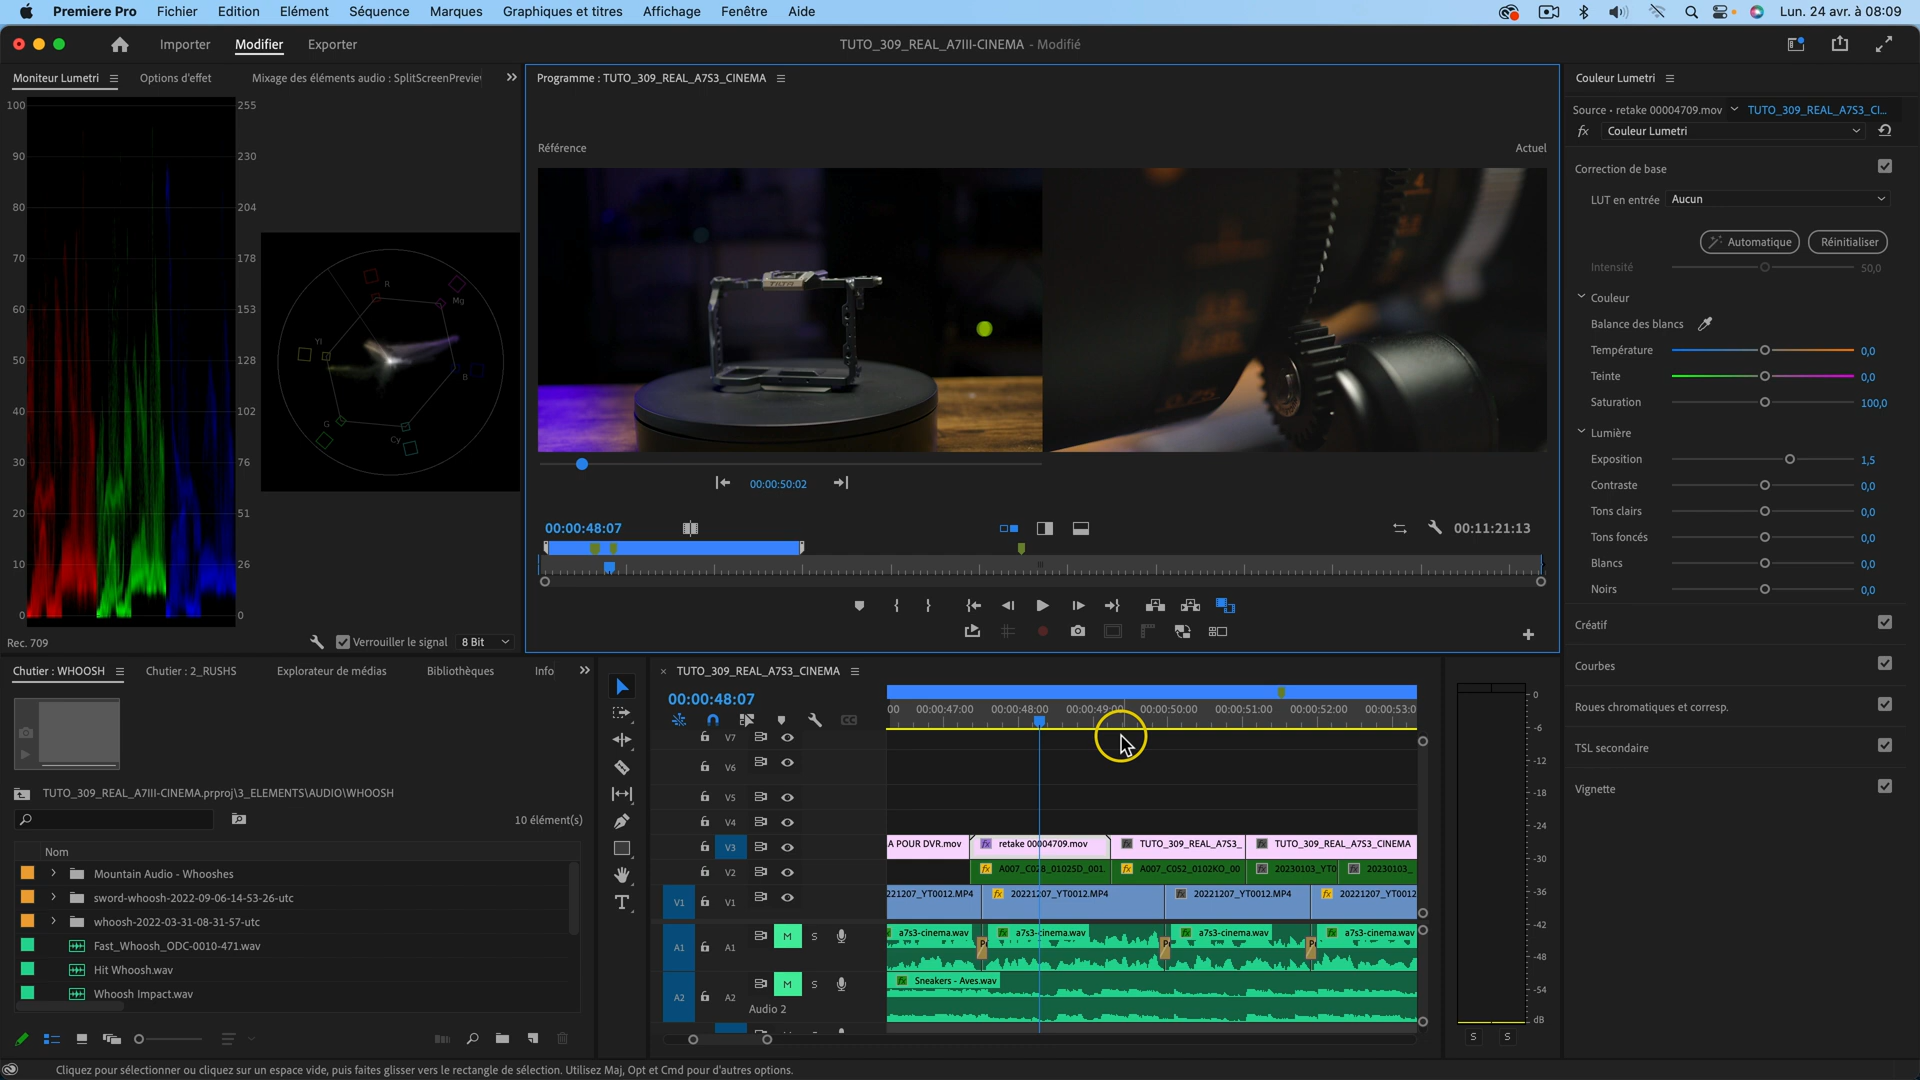 Premiere Pro Fichier Edition Elément Séquence Marques Graphiques et titres Affichage Fenêtre Aide Lun. 24 avr. à 08:09
Importer Modifier Exporter TUTO_309_REAL_A7III-CINEMA - Modifié
Moniteur Lumetri Options d'effet Mixage des éléments audio : SplitScreenPreview
Programme : TUTO_309_REAL_A7S3_CINEMA
Couleur Lumetri
Source • retake 00004709.mov TUTO_309_REAL_A7S3_CI...
fx Couleur Lumetri
Référence Actuel
Correction de base
LUT en entrée Aucun
Automatique Réinitialiser
Intensité 50,0
Couleur
Balance des blancs
Température 0,0
Teinte 0,0
Saturation 100,0
Lumière
Exposition 1,5
Contraste 0,0
Tons clairs 0,0
Tons foncés 0,0
Blancs 0,0
Noirs 0,0
Créatif
Courbes
Roues chromatiques et corresp.
TSL secondaire
Vignette
100 255
90 230
80 204
70 178
60 153
50 128
40 102
30 76
20 51
10 26
0 0
R
Mg
Yl
B
G
Cy
Rec. 709 Verrouiller le signal 8 Bit
00:00:50:02
00:00:48:07 00:11:21:13
Chutier : WHOOSH Chutier : 2_RUSHS Explorateur de médias Bibliothèques Info
TUTO_309_REAL_A7III-CINEMA.prproj\3_ELEMENTS\AUDIO\WHOOSH
10 élément(s)
Nom
Mountain Audio - Whooshes
sword-whoosh-2022-09-06-14-53-26-utc
whoosh-2022-03-31-08-31-57-utc
Fast_Whoosh_ODC-0010-471.wav
Hit Whoosh.wav
Whoosh Impact.wav
TUTO_309_REAL_A7S3_CINEMA
00:00:48:07
00 00:00:47:00 00:00:48:00 00:00:49:00 00:00:50:00 00:00:51:00 00:00:52:00 00:00:53:0
V7
V6
V5
V4
V3 V3 A POUR DVR.mov retake 00004709.mov TUTO_309_REAL_A7S3_ TUTO_309_REAL_A7S3_CINEMA
V2 A007_C028_01025D_001. A007_C052_0102KO_00 20230103_YT0 20230103_
V1 V1 20221207_YT0012.MP4 20221207_YT0012.MP4 20221207_YT0012.MP4 20221207_YT0012
A1 A1 M S a7s3-cinema.wav a7s3-cinema.wav a7s3-cinema.wav a7s3-cinema.wav
A2 A2 M S Sneakers - Aves.wav
Audio 2
0
-6
-12
-18
-24
-30
-36
-42
-48
-54
dB
S S
Cliquez pour sélectionner ou cliquez sur un espace vide, puis faites glisser vers le rectangle de sélection. Utilisez Maj, Opt et Cmd pour d'autres options.